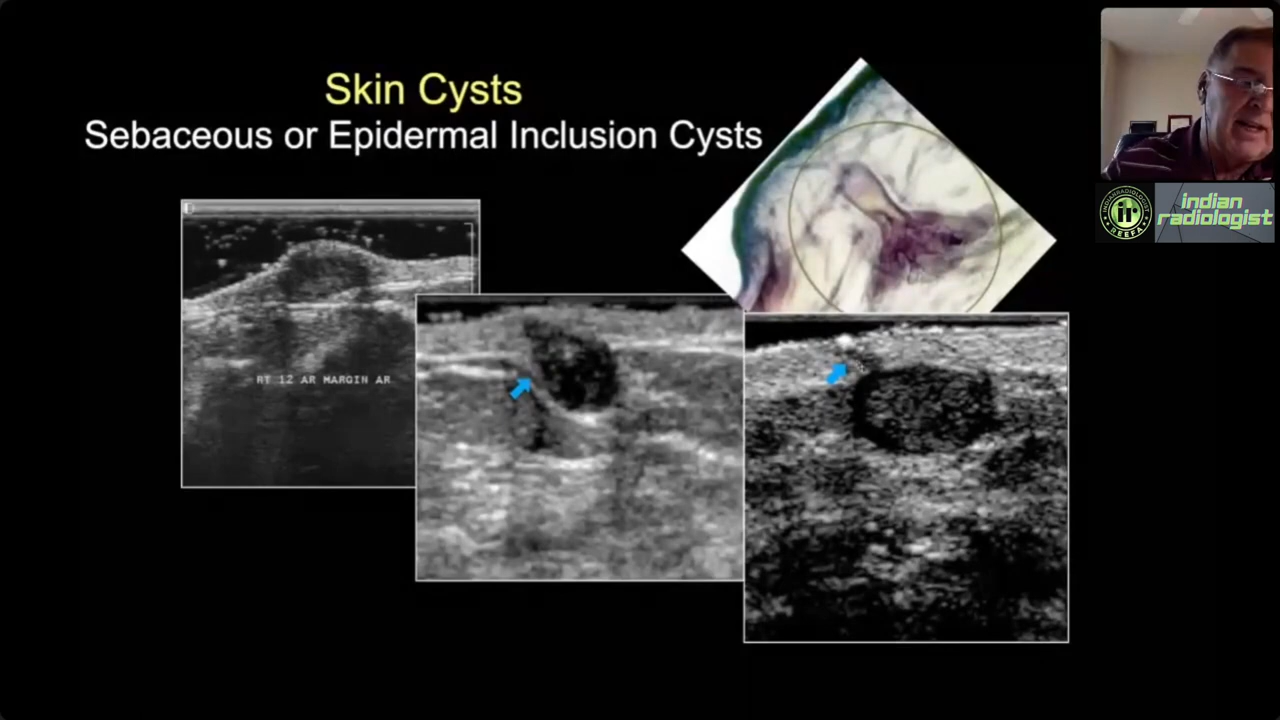 Skin Cysts
Sebaceous or Epidermal Inclusion Cysts
RT 12 AR MARGIN AR
indian
radiologist